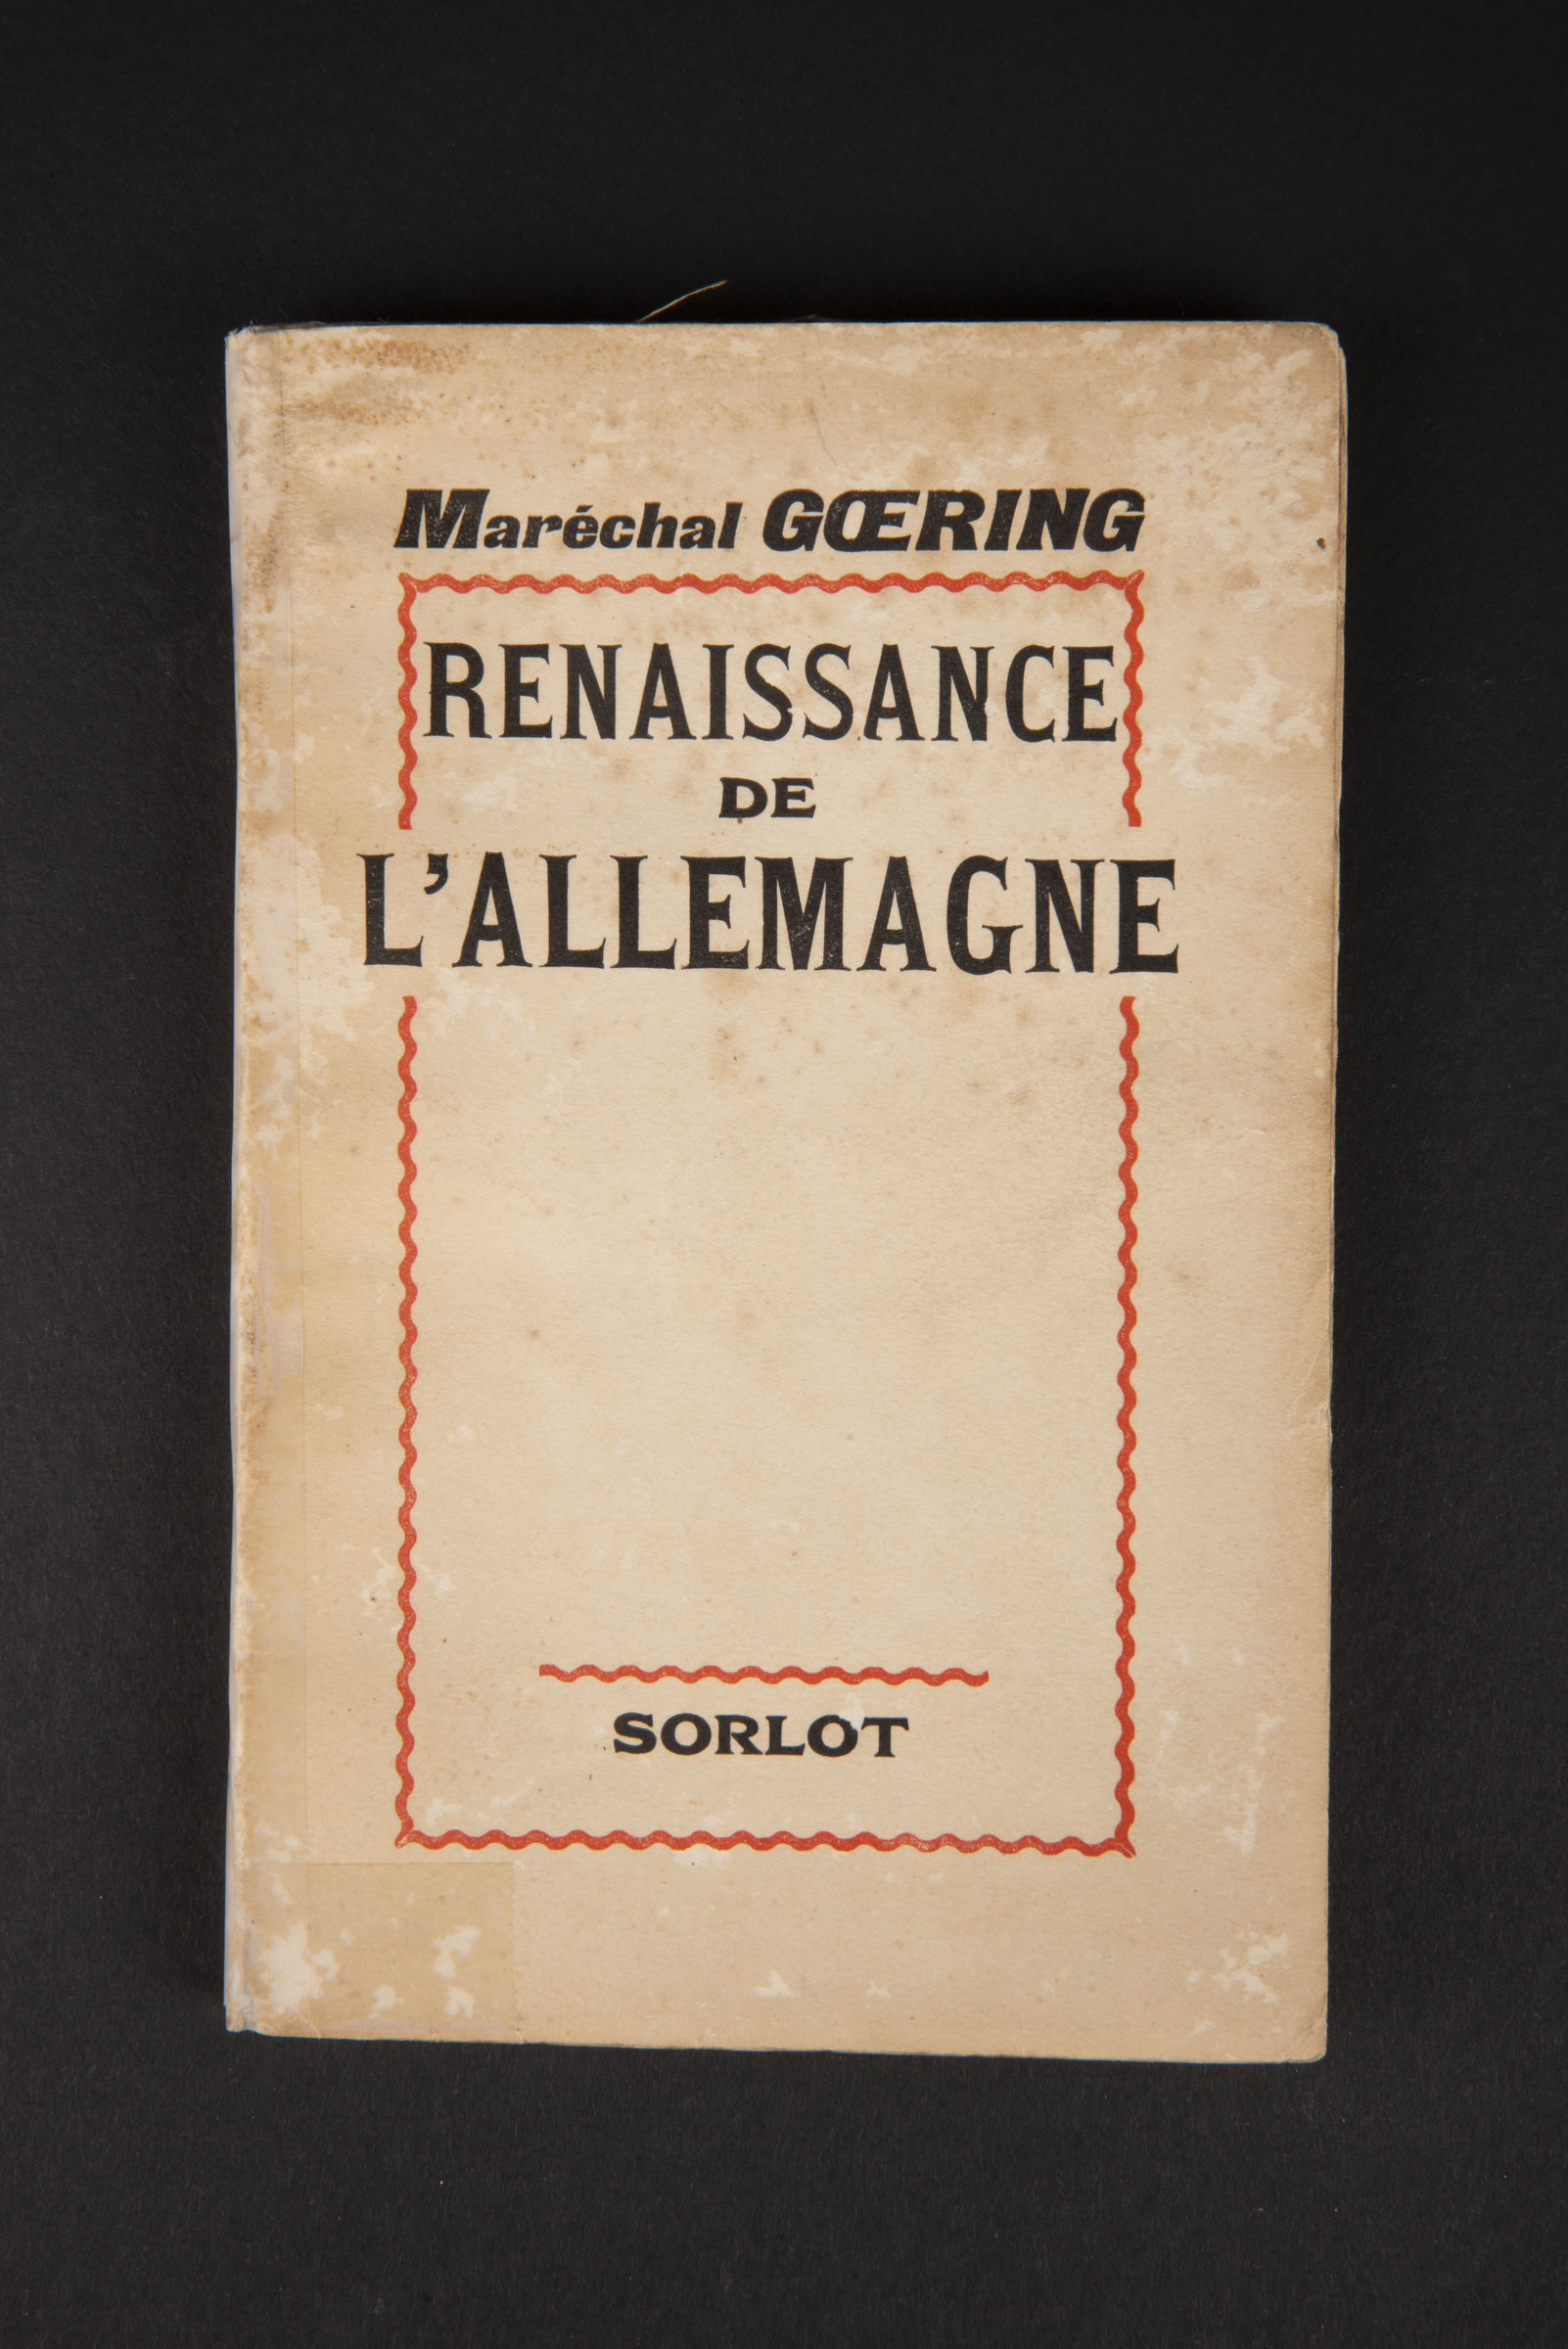 Maréchal GŒRING
RENAISSANCE
DE
L'ALLEMAGNE
SORLOT